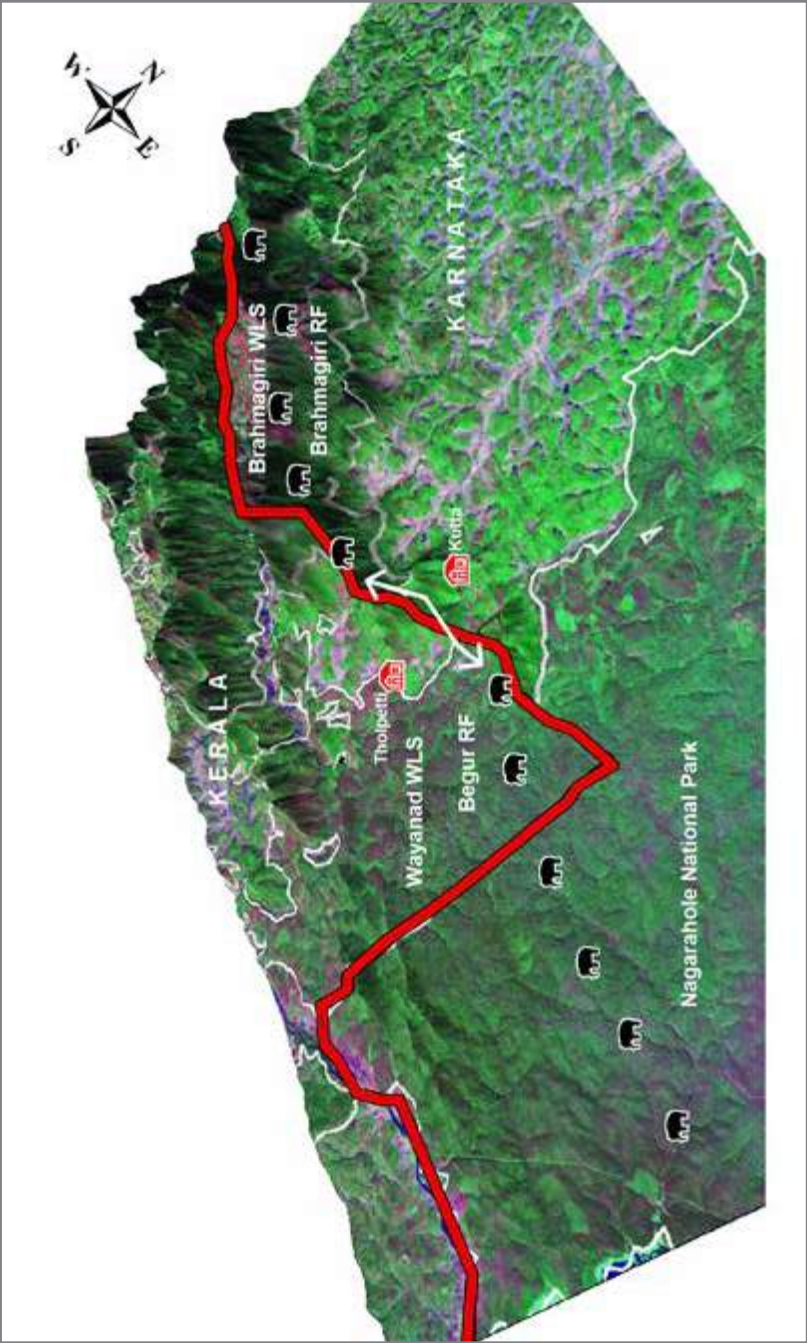 W
N
S
E
KARNATAKA
Brahmagiri WLS
Brahmagiri RF
Kutta
KERALA
Tholpetti
Wayanad WLS
Begur RF
Nagarahole National Park